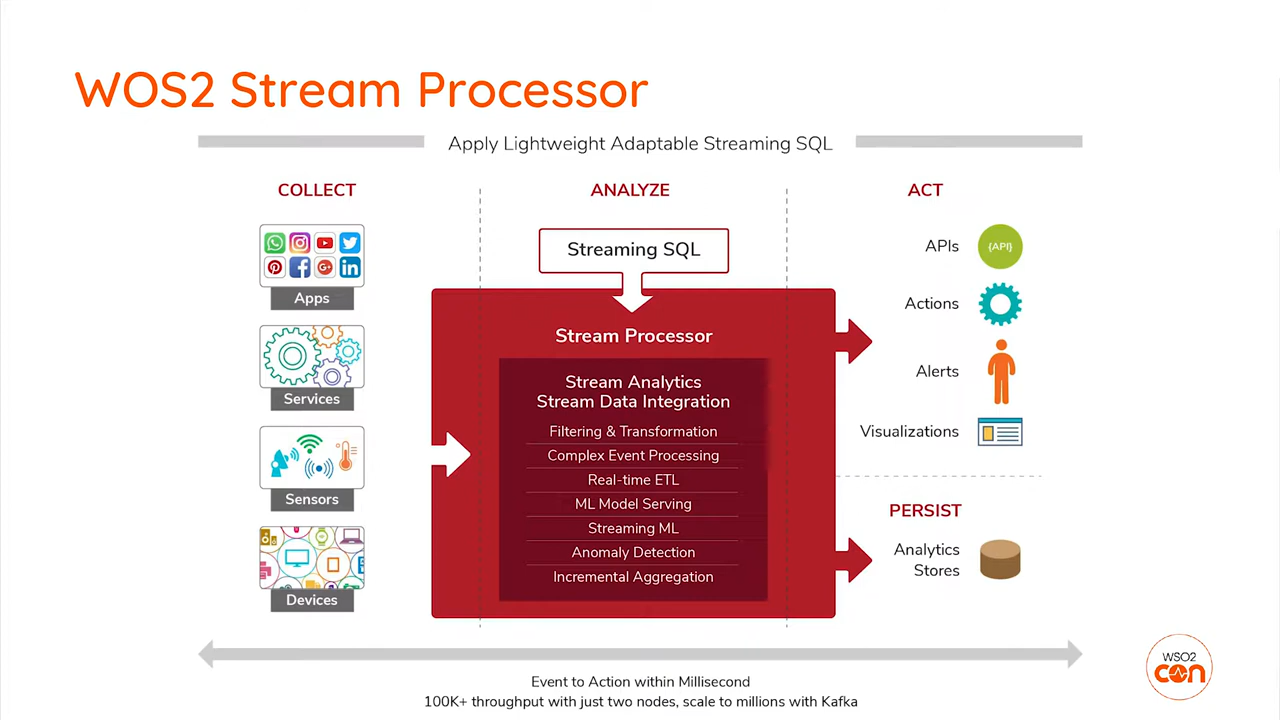 WOS2 Stream Processor
Apply Lightweight Adaptable Streaming SQL
COLLECT
Apps
Services
Sensors
Devices
ANALYZE
Streaming SQL
Stream Processor
Stream Analytics
Stream Data Integration
Filtering & Transformation
Complex Event Processing
Real-time ETL
ML Model Serving
Streaming ML
Anomaly Detection
Incremental Aggregation
ACT
APIs
{API}
Actions
Alerts
Visualizations
PERSIST
Analytics
Stores
Event to Action within Millisecond
100K+ throughput with just two nodes, scale to millions with Kafka
WSO2
con